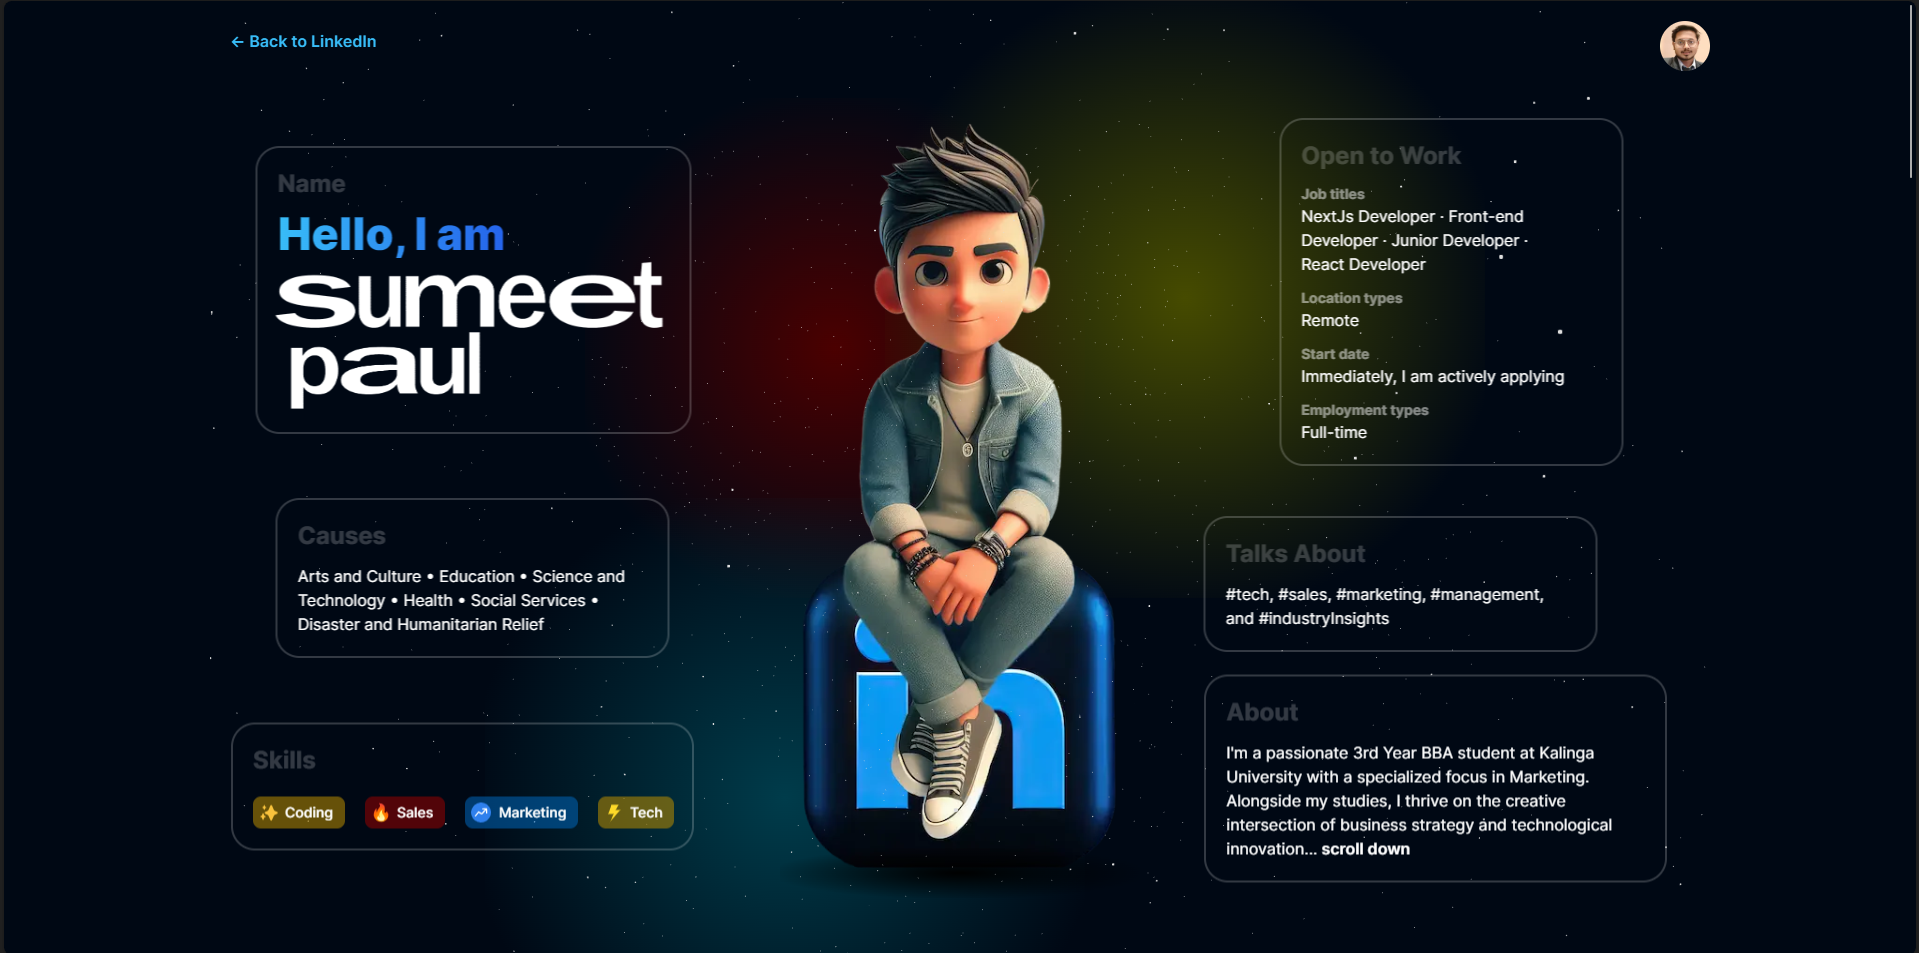 ← Back to LinkedIn
Name
Hello, I am
sumeet
paul
Causes
Arts and Culture • Education • Science and
Technology • Health • Social Services •
Disaster and Humanitarian Relief
Skills
✨ Coding
🔥 Sales
Marketing
⚡ Tech
in
Open to Work
Job titles
NextJs Developer · Front-end
Developer · Junior Developer ·
React Developer
Location types
Remote
Start date
Immediately, I am actively applying
Employment types
Full-time
Talks About
#tech, #sales, #marketing, #management,
and #industryInsights
About
I'm a passionate 3rd Year BBA student at Kalinga
University with a specialized focus in Marketing.
Alongside my studies, I thrive on the creative
intersection of business strategy and technological
innovation... scroll down